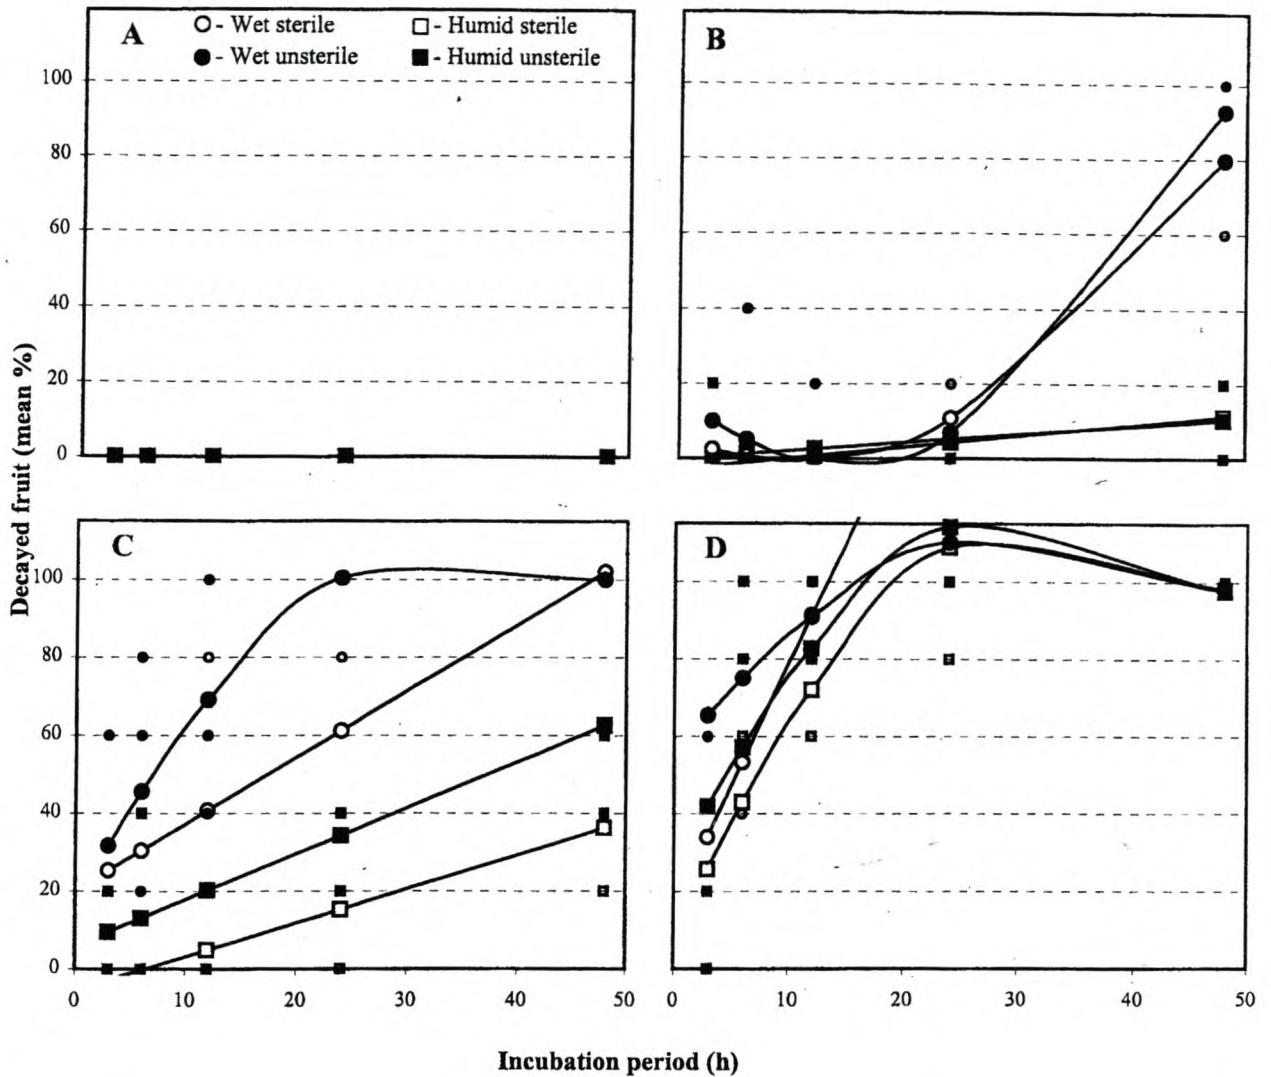 A
B
○ - Wet sterile □ - Humid sterile
● - Wet unsterile ■ - Humid unsterile
100
80
60
40
20
0
Decayed fruit (mean %)
C
D
100
80
60
40
20
0
0 10 20 30 40 50 0 10 20 30 40 50
Incubation period (h)